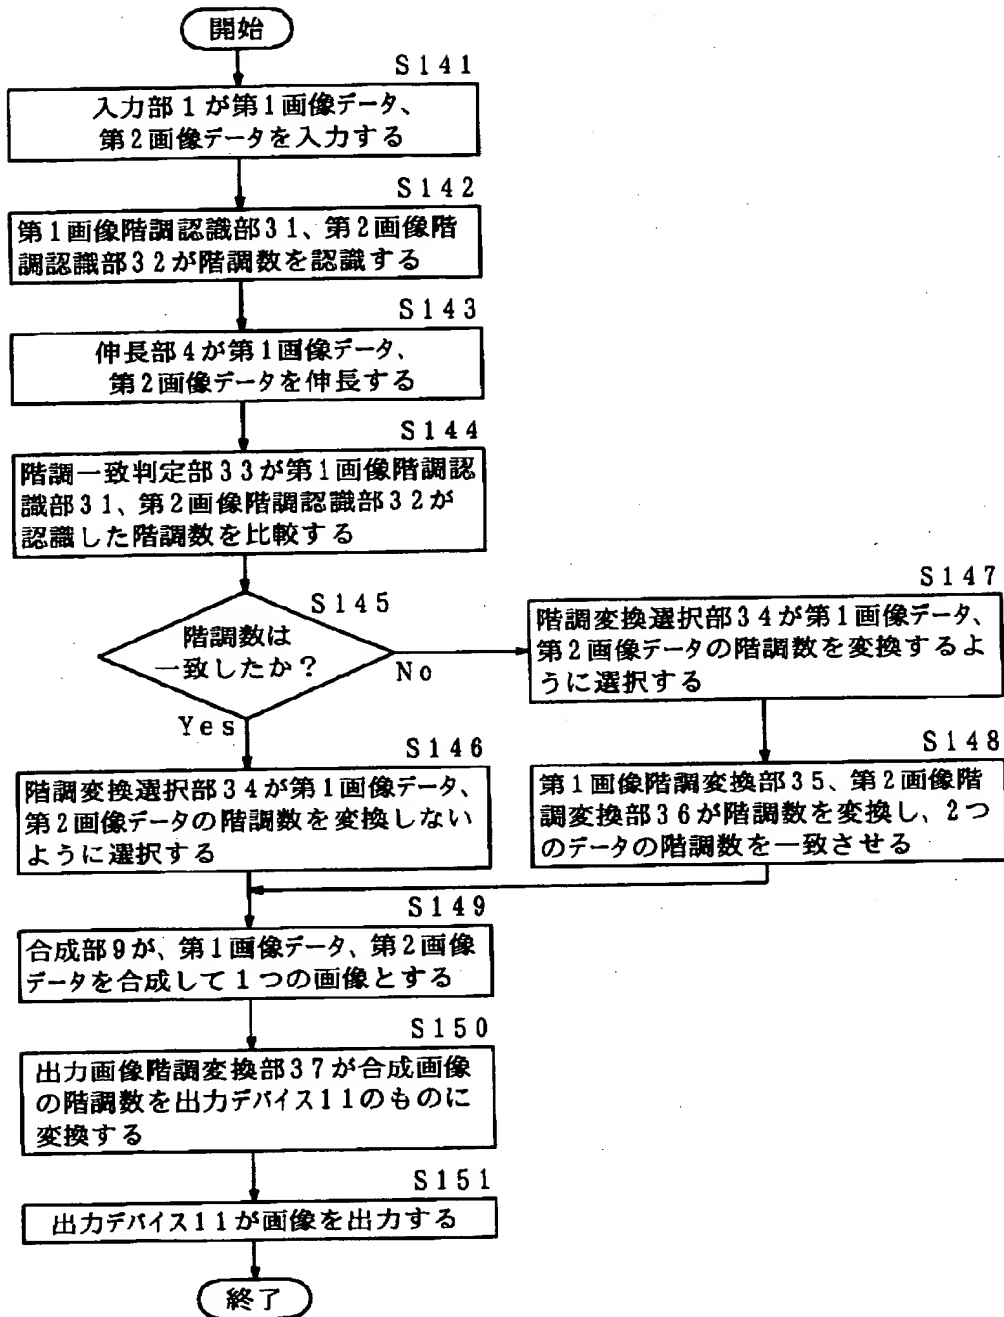 開始
S141
入力部1が第1画像データ、
第2画像データを入力する
S142
第1画像階調認識部31、第2画像階
調認識部32が階調数を認識する
S143
伸長部4が第1画像データ、
第2画像データを伸長する
S144
階調一致判定部33が第1画像階調認
識部31、第2画像階調認識部32が
認識した階調数を比較する
S145
階調数は
一致したか?
No
Yes
S147
階調変換選択部34が第1画像データ、
第2画像データの階調数を変換するよ
うに選択する
S146
階調変換選択部34が第1画像データ、
第2画像データの階調数を変換しない
ように選択する
S148
第1画像階調変換部35、第2画像階
調変換部36が階調数を変換し、2つ
のデータの階調数を一致させる
S149
合成部9が、第1画像データ、第2画像
データを合成して1つの画像とする
S150
出力画像階調変換部37が合成画像
の階調数を出力デバイス11のものに
変換する
S151
出力デバイス11が画像を出力する
終了